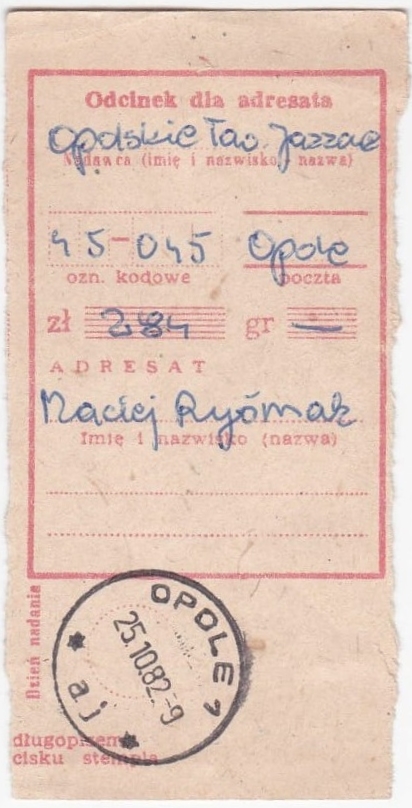 Odcinek dla adresata
Opolskie Tow. Jazzowe
Nadawca (imię i nazwisko, nazwa)
45-045 Opole
ozn. kodowe poczta
zł 284 gr —
ADRESAT
Maciej
Imię i nazwisko (nazwa)
Dzień nadania
OPOLE 1
25.10.82-9
aj
długopisem
cisku stempla